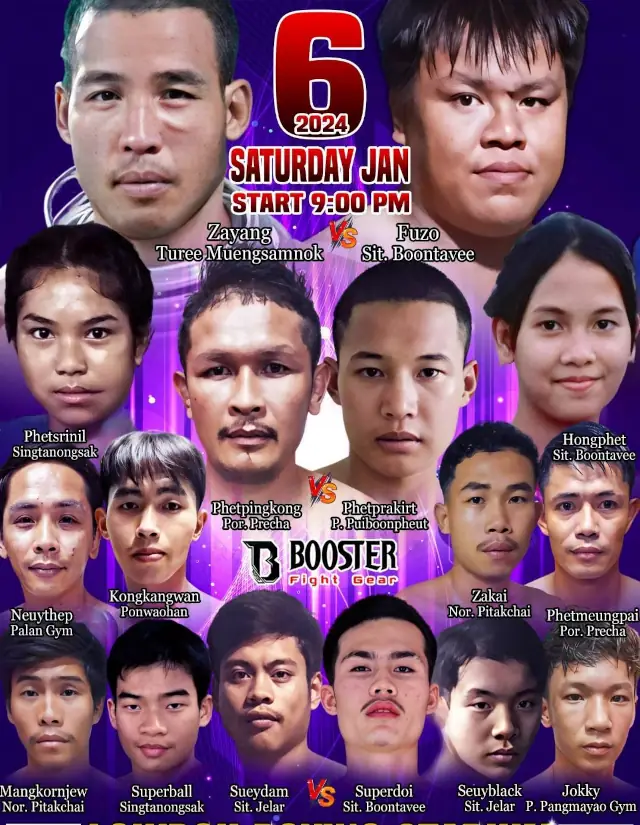 6
2024
SATURDAY JAN
START 9:00 PM
Zayang
Turee Muengsamnok
VS
Fuzo
Sit. Boontavee
Phetsrinil
Singtanongsak
Hongphet
Sit. Boontavee
Phetpingkong
Por. Precha
VS
Phetprakirt
P. Puiboonpheut
B BOOSTER
Fight Gear
Neuythep
Palan Gym
Kongkangwan
Ponwaohan
Zakai
Nor. Pitakchai
Phetmeungpai
Por. Precha
Mangkornjew
Nor. Pitakchai
Superball
Singtanongsak
Sueydam
Sit. Jelar
VS
Superdoi
Sit. Boontavee
Seuyblack
Sit. Jelar
Jokky
P. Pangmayao Gym